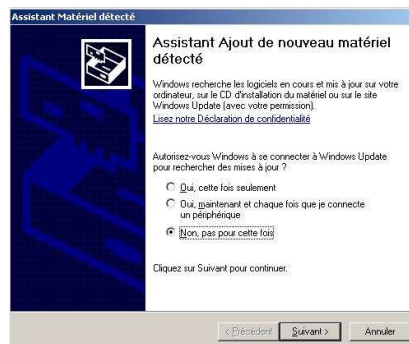 Assistant Matériel détecté
Assistant Ajout de nouveau matériel
détecté
Windows recherche les logiciels en cours et mis à jour sur votre
ordinateur, sur le CD d'installation du matériel ou sur le site
Windows Update (avec votre permission).
Lisez notre Déclaration de confidentialité
Autorisez-vous Windows à se connecter à Windows Update
pour rechercher des mises à jour ?
Oui, cette fois seulement
Oui, maintenant et chaque fois que je connecte
un périphérique
Non, pas pour cette fois
Cliquez sur Suivant pour continuer.
< Précédent Suivant > Annuler